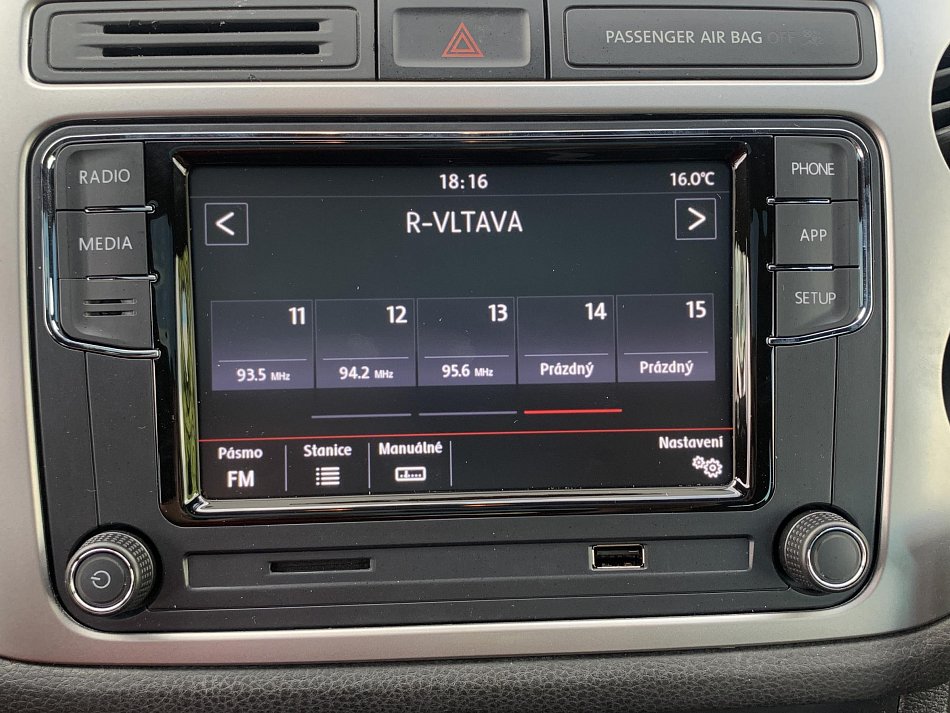 PASSENGER AIR BAG OFF
RADIO
MEDIA
PHONE
APP
SETUP
18:16
16.0°C
<
R-VLTAVA
>
11 12 13 14 15
93.5 MHz 94.2 MHz 95.6 MHz Prázdný Prázdný
Pásmo Stanice Manuálně Nastavení
FM